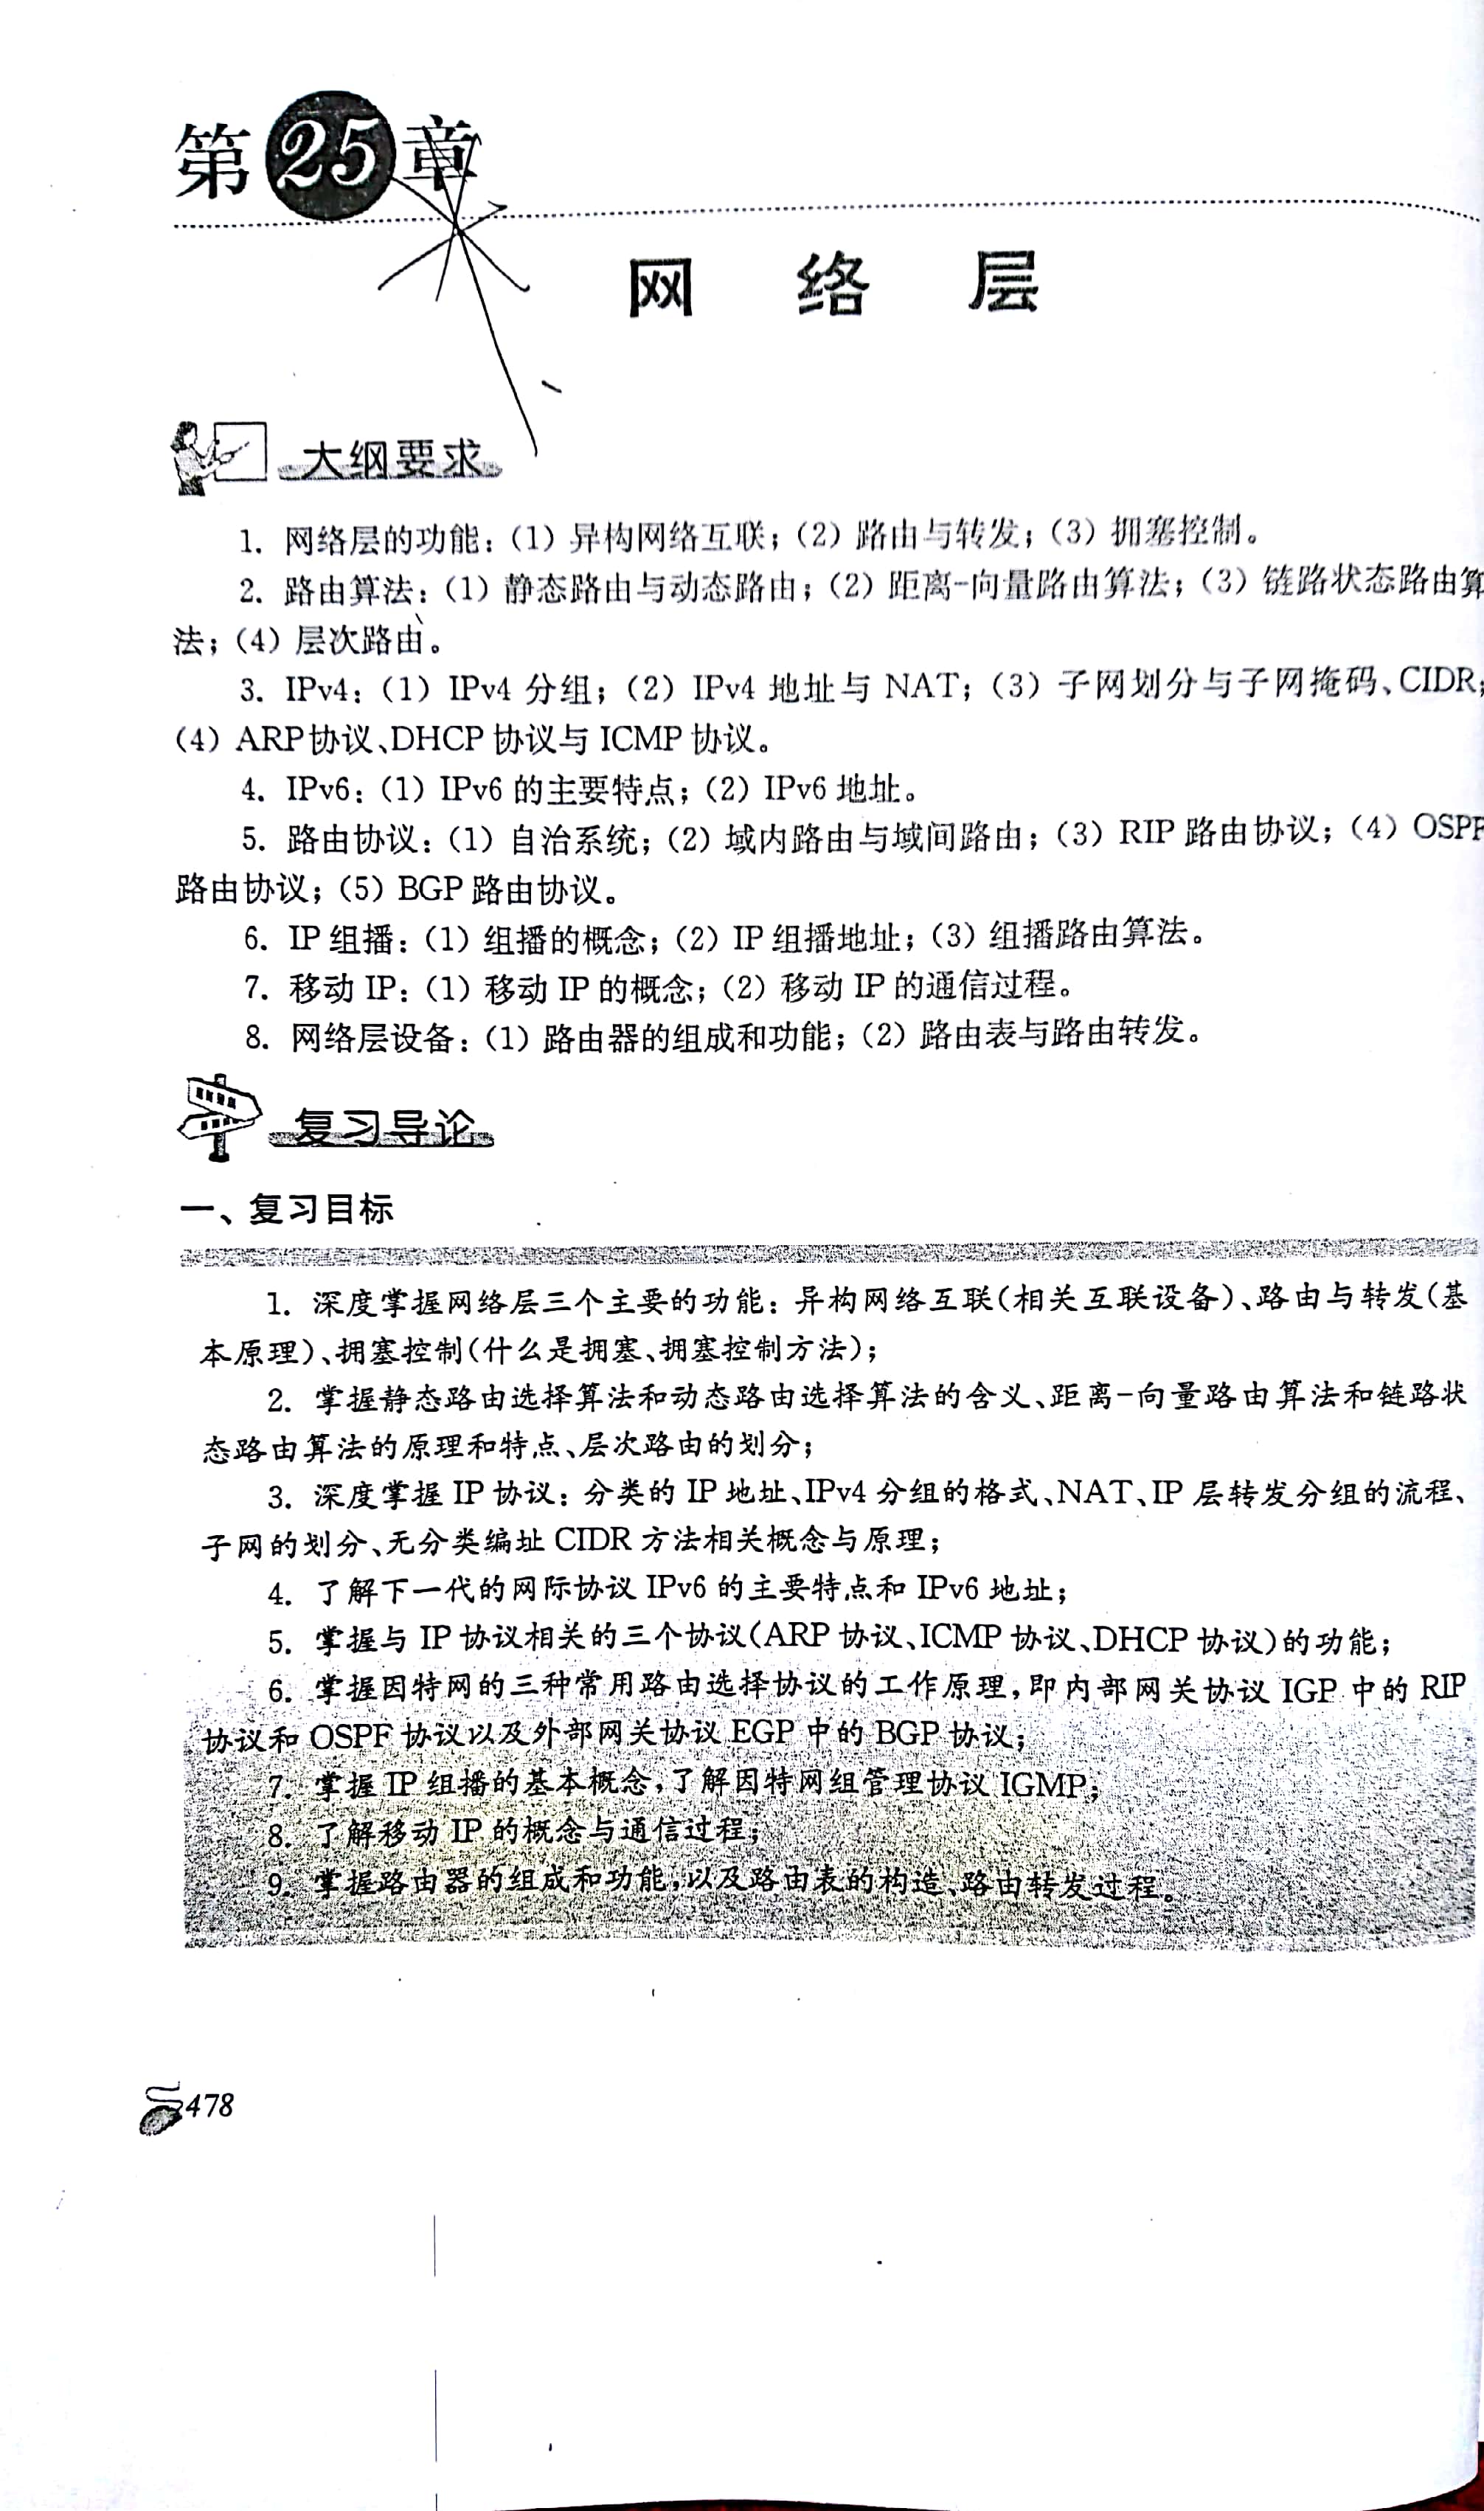 第25章
网 络 层
大纲要求
1. 网络层的功能:(1) 异构网络互联;(2) 路由与转发;(3) 拥塞控制。
2. 路由算法:(1) 静态路由与动态路由;(2) 距离-向量路由算法;(3) 链路状态路由算
法;(4) 层次路由。
3. IPv4:(1) IPv4 分组;(2) IPv4 地址与 NAT;(3) 子网划分与子网掩码、CIDR;
(4) ARP协议、DHCP 协议与 ICMP 协议。
4. IPv6:(1) IPv6 的主要特点;(2) IPv6 地址。
5. 路由协议:(1) 自治系统;(2) 域内路由与域间路由;(3) RIP 路由协议;(4) OSPF
路由协议;(5) BGP 路由协议。
6. IP 组播:(1) 组播的概念;(2) IP 组播地址;(3) 组播路由算法。
7. 移动 IP:(1) 移动 IP 的概念;(2) 移动 IP 的通信过程。
8. 网络层设备:(1) 路由器的组成和功能;(2) 路由表与路由转发。
复习导论
一、复习目标
1. 深度掌握网络层三个主要的功能:异构网络互联(相关互联设备)、路由与转发(基
本原理)、拥塞控制(什么是拥塞、拥塞控制方法);
2. 掌握静态路由选择算法和动态路由选择算法的含义、距离-向量路由算法和链路状
态路由算法的原理和特点、层次路由的划分;
3. 深度掌握 IP 协议:分类的 IP 地址、IPv4 分组的格式、NAT、IP 层转发分组的流程、
子网的划分、无分类编址 CIDR 方法相关概念与原理;
4. 了解下一代的网际协议 IPv6 的主要特点和 IPv6 地址;
5. 掌握与 IP 协议相关的三个协议(ARP 协议、ICMP 协议、DHCP 协议)的功能;
6. 掌握因特网的三种常用路由选择协议的工作原理,即内部网关协议 IGP 中的 RIP
协议和 OSPF 协议以及外部网关协议 EGP 中的 BGP 协议;
7. 掌握 IP 组播的基本概念,了解因特网组管理协议 IGMP;
8. 了解移动 IP 的概念与通信过程;
9. 掌握路由器的组成和功能,以及路由表的构造、路由转发过程。
478